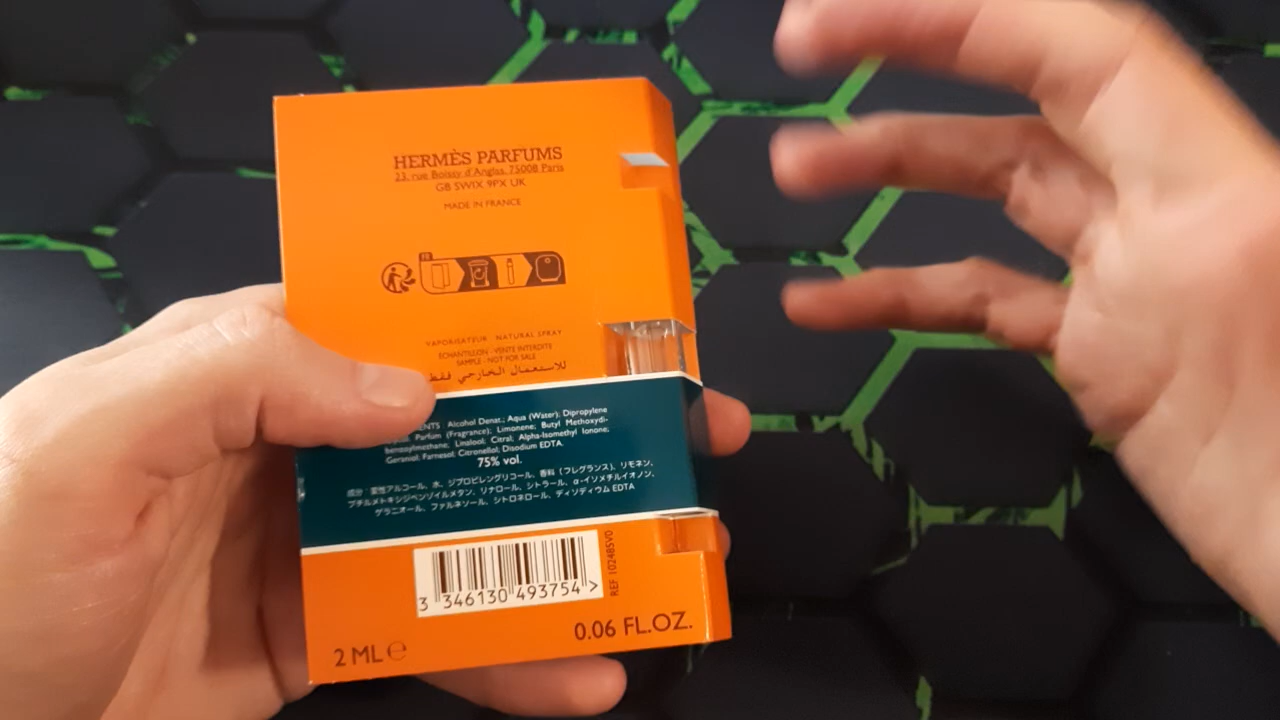 HERMÈS PARFUMS
23, rue Boissy d'Anglas, 75008 Paris
GB SW1X 9PX UK
MADE IN FRANCE
FR
VAPORISATEUR · NATURAL SPRAY
ECHANTILLON - VENTE INTERDITE
SAMPLE - NOT FOR SALE
للاستعمال الخارجي فقط
ENTS Alcohol Denat.; Aqua (Water); Dipropylene
Parfum (Fragrance); Limonene; Butyl Methoxydi-
benzoylmethane; Linalool; Citral; Alpha-Isomethyl Ionone;
Geraniol; Farnesol; Citronellol; Disodium EDTA.
75% vol.
成分：変性アルコール、水、ジプロピレングリコール、香料（フレグランス）、リモネン、
ブチルメトキシジベンゾイルメタン、リナロール、シトラール、α-イソメチルイオノン、
ゲラニオール、ファルネソール、シトロネロール、ディソディウム EDTA
3 346130 493754 >
REF 10248SV0
2 ML ℮
0.06 FL.OZ.